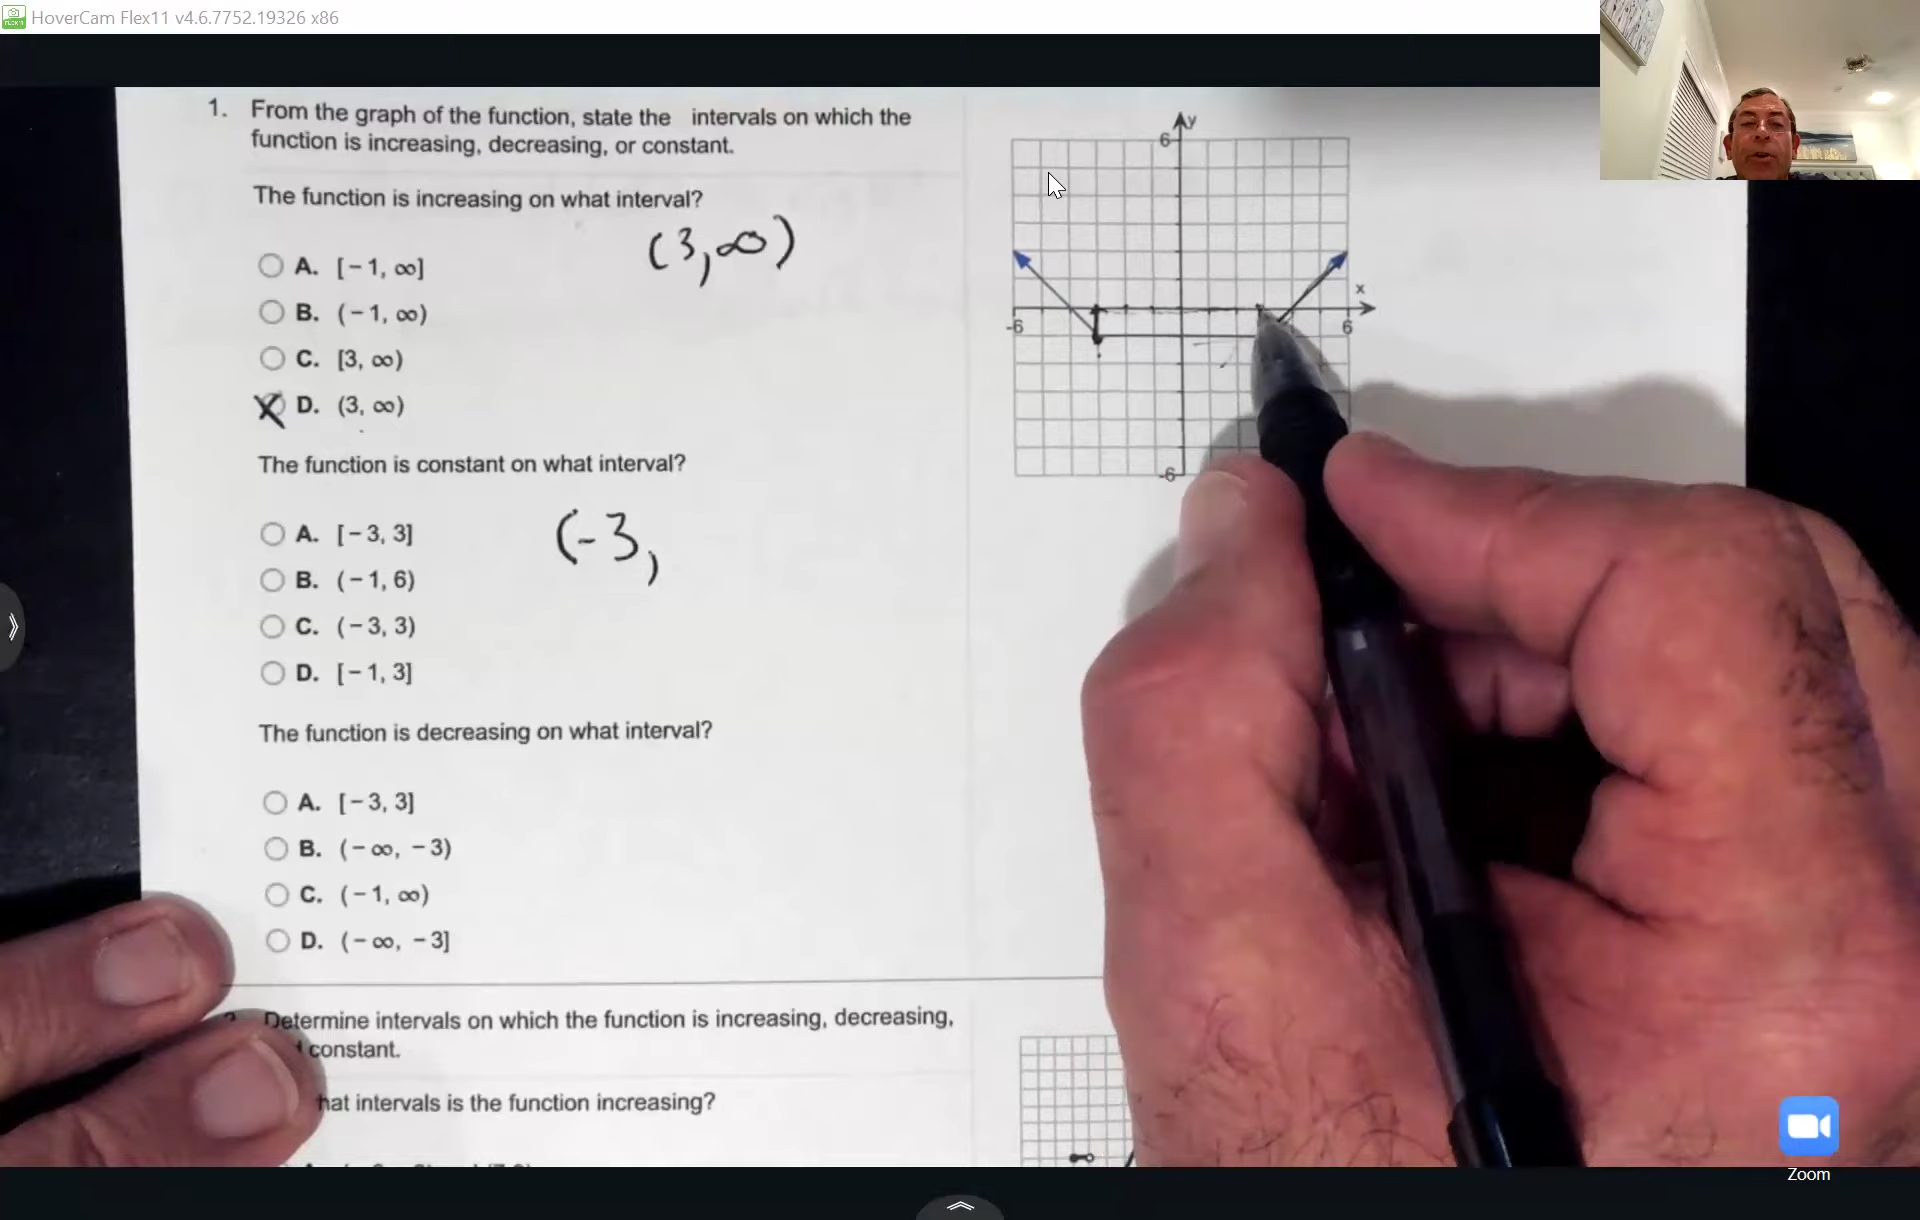 HoverCam Flex11 v4.6.7752.19326 x86
1. From the graph of the function, state the intervals on which the
function is increasing, decreasing, or constant.
The function is increasing on what interval?
(3,∞)
A. [-1, ∞]
B. (-1, ∞)
C. [3, ∞)
X D. (3, ∞)
The function is constant on what interval?
A. [-3, 3]
(-3,
B. (-1, 6)
C. (-3, 3)
D. [-1, 3]
The function is decreasing on what interval?
A. [-3, 3]
B. (-∞, -3)
C. (-1, ∞)
D. (-∞, -3]
Ay
6
x
-6
6
-6
Determine intervals on which the function is increasing, decreasing,
constant.
hat intervals is the function increasing?
Zoom